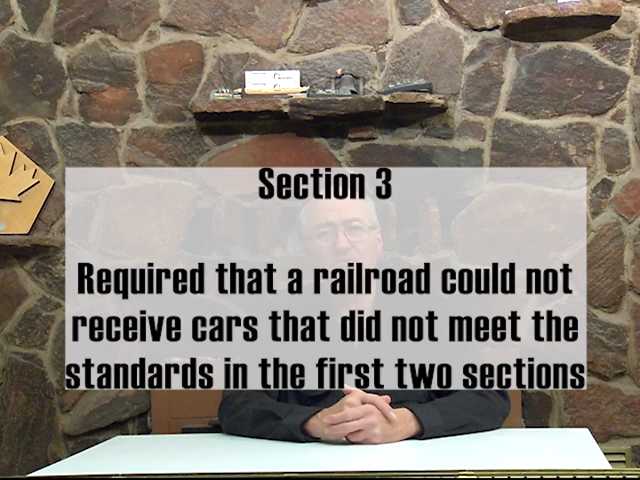 Section 3
Required that a railroad could not
receive cars that did not meet the
standards in the first two sections